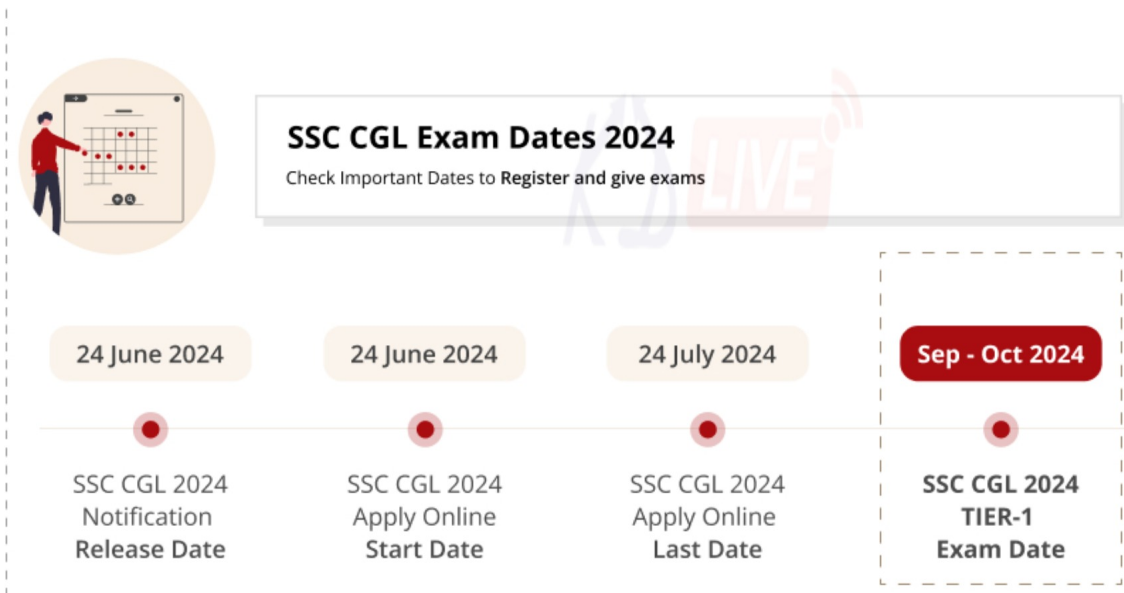 SSC CGL Exam Dates 2024
Check Important Dates to Register and give exams
LIVE
24 June 2024
24 June 2024
24 July 2024
Sep - Oct 2024
SSC CGL 2024
Notification
Release Date
SSC CGL 2024
Apply Online
Start Date
SSC CGL 2024
Apply Online
Last Date
SSC CGL 2024
TIER-1
Exam Date